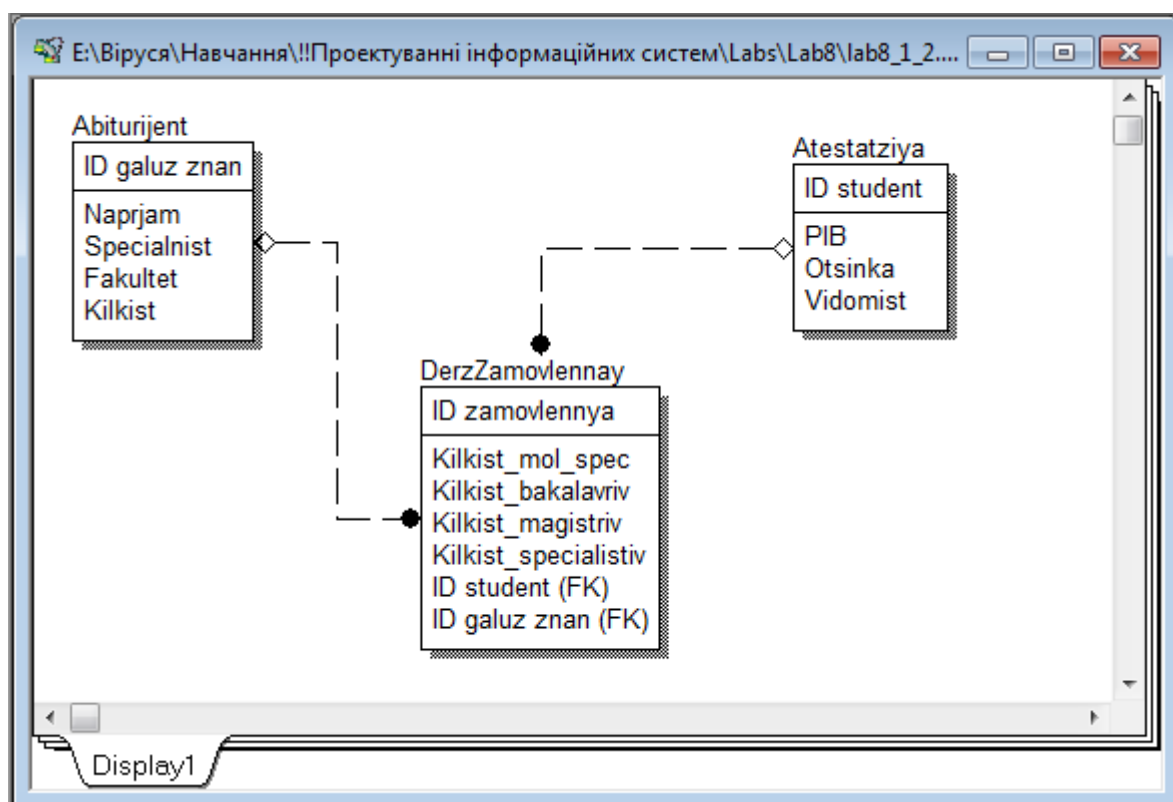 E:\Віруся\Навчання\!!Проектуванні інформаційних систем\Labs\Lab8\lab8_1_2....
Abiturijent
ID galuz znan
Naprjam
Specialnist
Fakultet
Kilkist
Atestatziya
ID student
PIB
Otsinka
Vidomist
DerzZamovlennay
ID zamovlennya
Kilkist_mol_spec
Kilkist_bakalavriv
Kilkist_magistriv
Kilkist_specialistiv
ID student (FK)
ID galuz znan (FK)
Display1